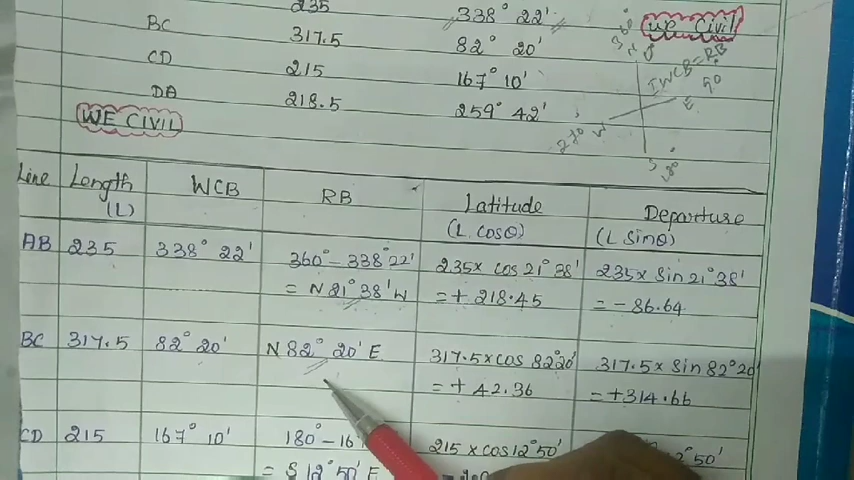 235 338° 22'
WE Civil
360°
N 0°
BC 317.5 82° 20'
IWCB=RB
CD 215 167° 10'
90°
E
DA 218.5 259° 42'
270° W
S 180°
WE CIVIL
Line Length (L) WCB RB Latitude (L cosθ) Departure (L sinθ)
AB 235 338° 22' 360° - 338° 22' 235 x cos 21° 38' 235 x sin 21° 38'
= N 21° 38' W = + 218.45 = - 86.64
BC 317.5 82° 20' N 82° 20' E 317.5 x cos 82° 20' 317.5 x sin 82° 20'
= + 42.36 = + 314.66
CD 215 167° 10' 180° - 16 215 x cos 12° 50' 50'
= S 12° 50' E